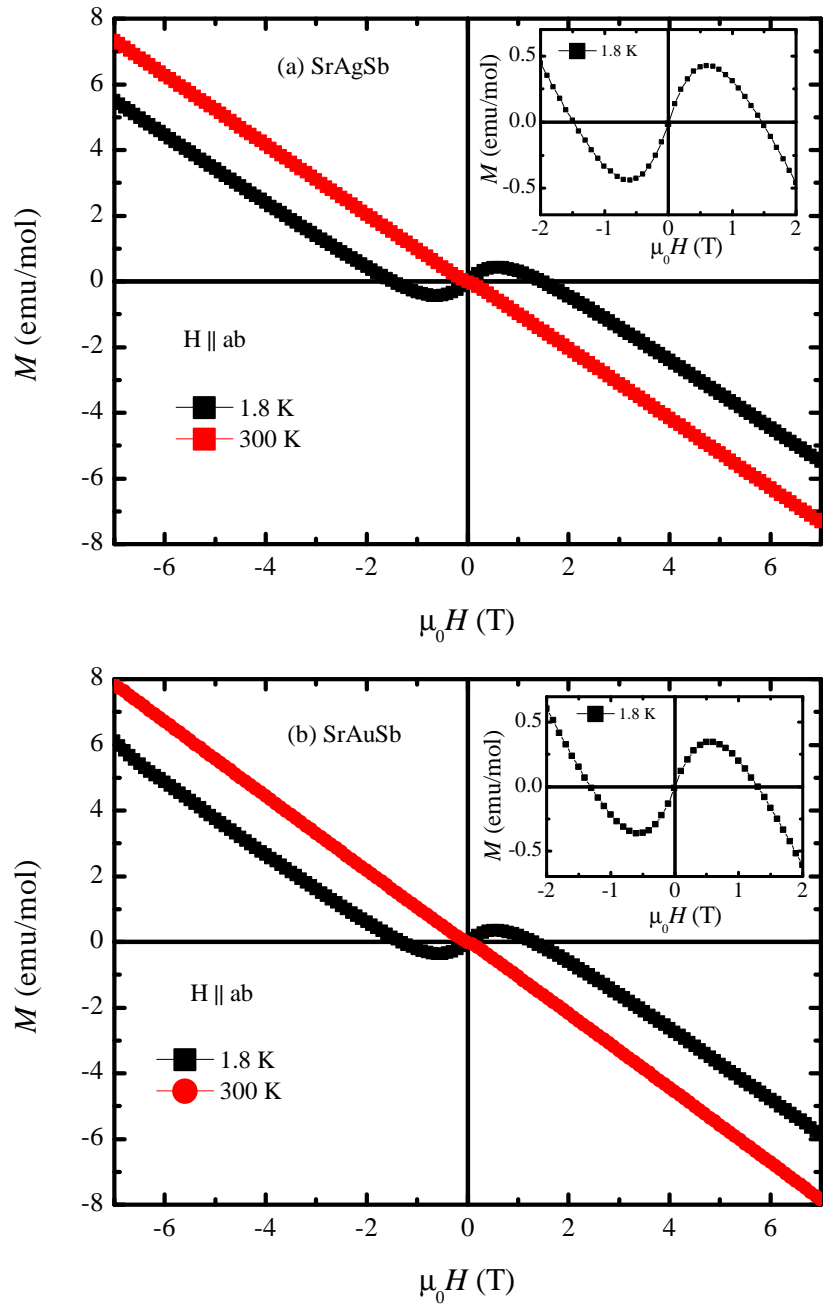 (a) SrAgSb
H || ab
1.8 K
300 K
M (emu/mol)
8
6
4
2
0
-2
-4
-6
-8
-6
-4
-2
0
2
4
6
μ₀H (T)
1.8 K
M (emu/mol)
0.5
0.0
-0.5
-2
-1
0
1
2
μ₀H (T)
(b) SrAuSb
H || ab
1.8 K
300 K
M (emu/mol)
8
6
4
2
0
-2
-4
-6
-8
-6
-4
-2
0
2
4
6
μ₀H (T)
1.8 K
M (emu/mol)
0.5
0.0
-0.5
-2
-1
0
1
2
μ₀H (T)